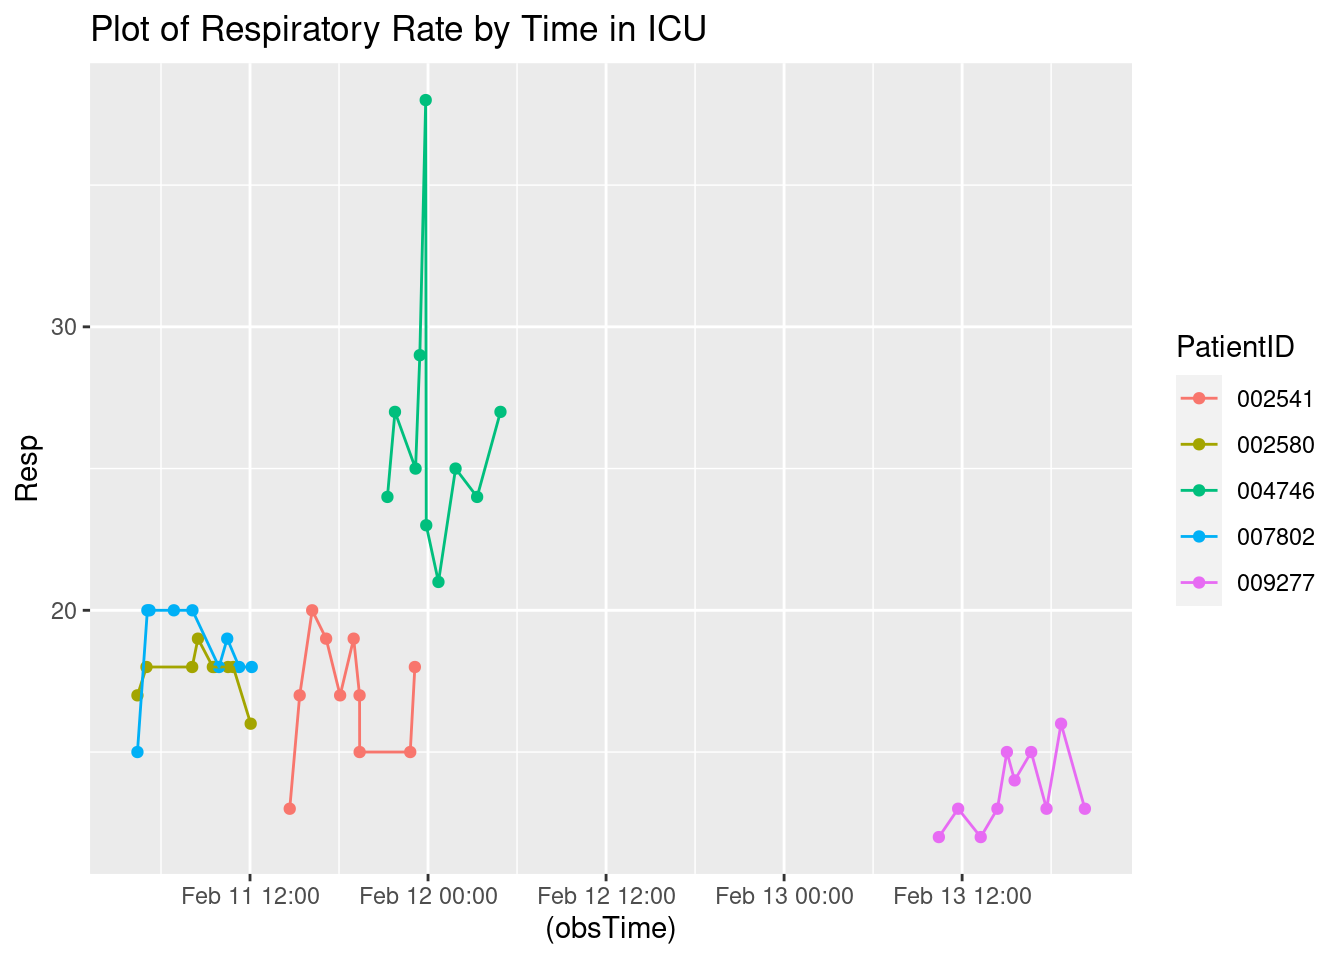 Plot of Respiratory Rate by Time in ICU
30
20
Resp
Feb 11 12:00
Feb 12 00:00
Feb 12 12:00
Feb 13 00:00
Feb 13 12:00
(obsTime)
PatientID
002541
002580
004746
007802
009277